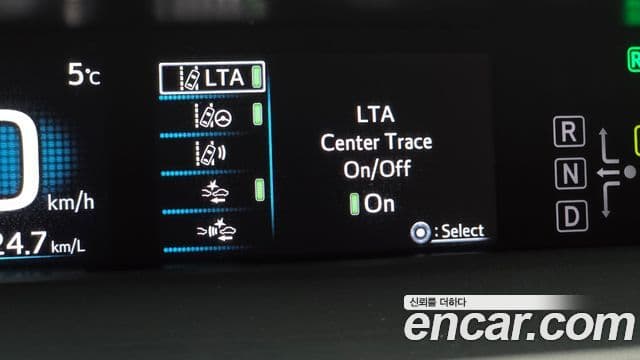 5°C
LTA
0
km/h
24.7 km/L
LTA
Center Trace
On/Off
On
: Select
R
N
D
R
신뢰를 더하다
encar.com